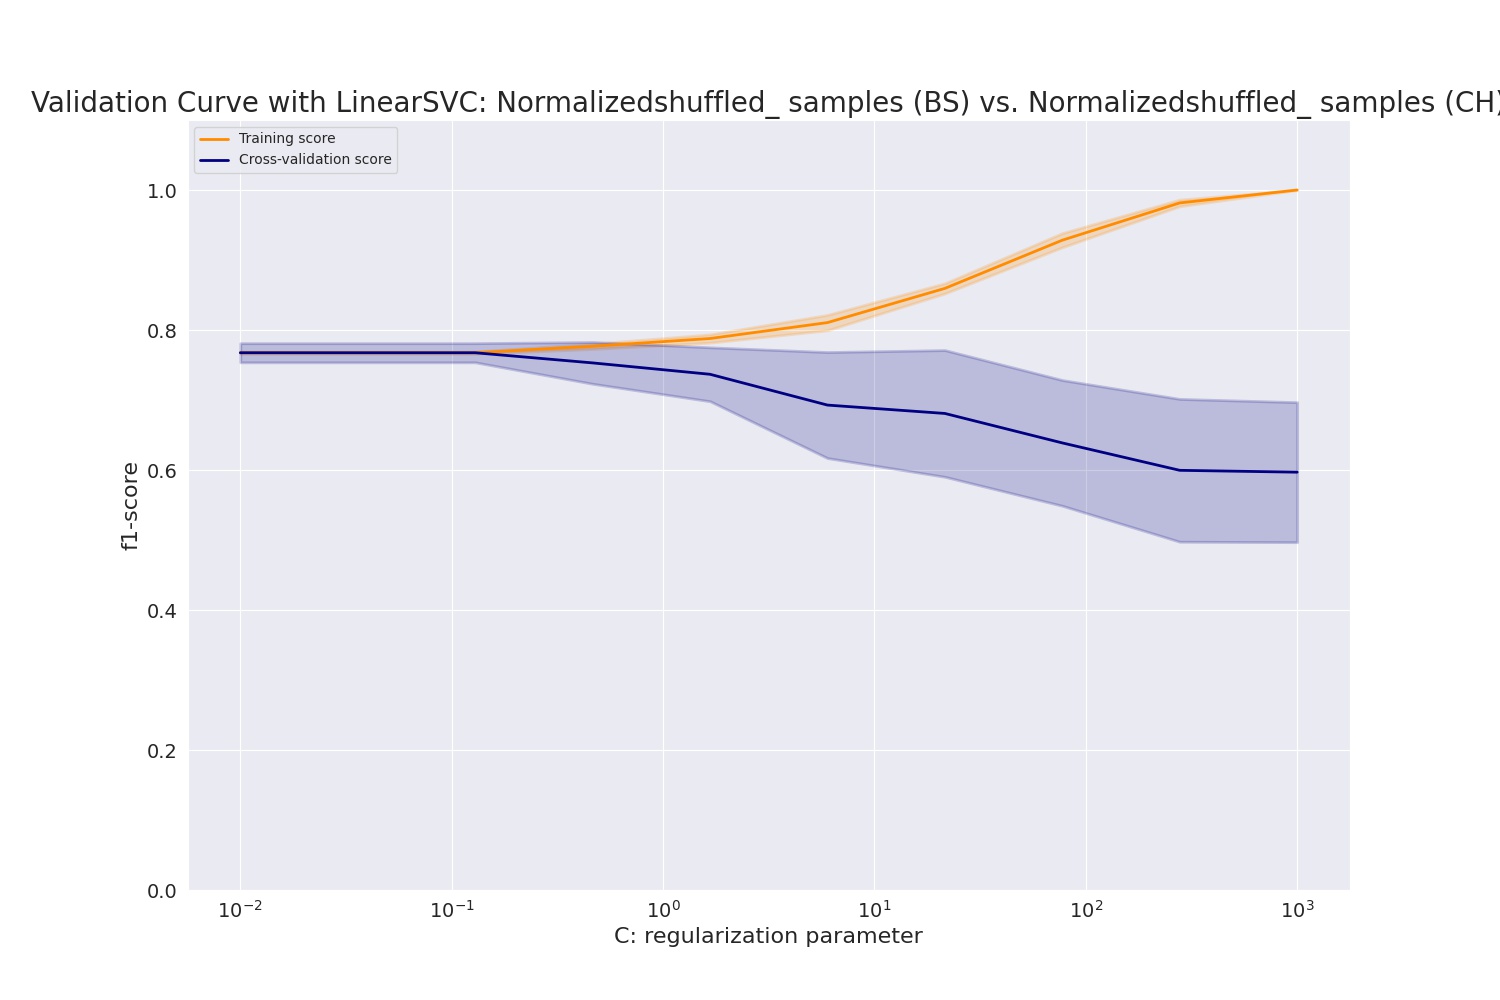 Validation Curve with LinearSVC: Normalizedshuffled_ samples (BS) vs. Normalizedshuffled_ samples (CH)
Training score
Cross-validation score
1.0
0.8
0.6
0.4
0.2
0.0
f1-score
10⁻² 10⁻¹ 10⁰ 10¹ 10² 10³
C: regularization parameter